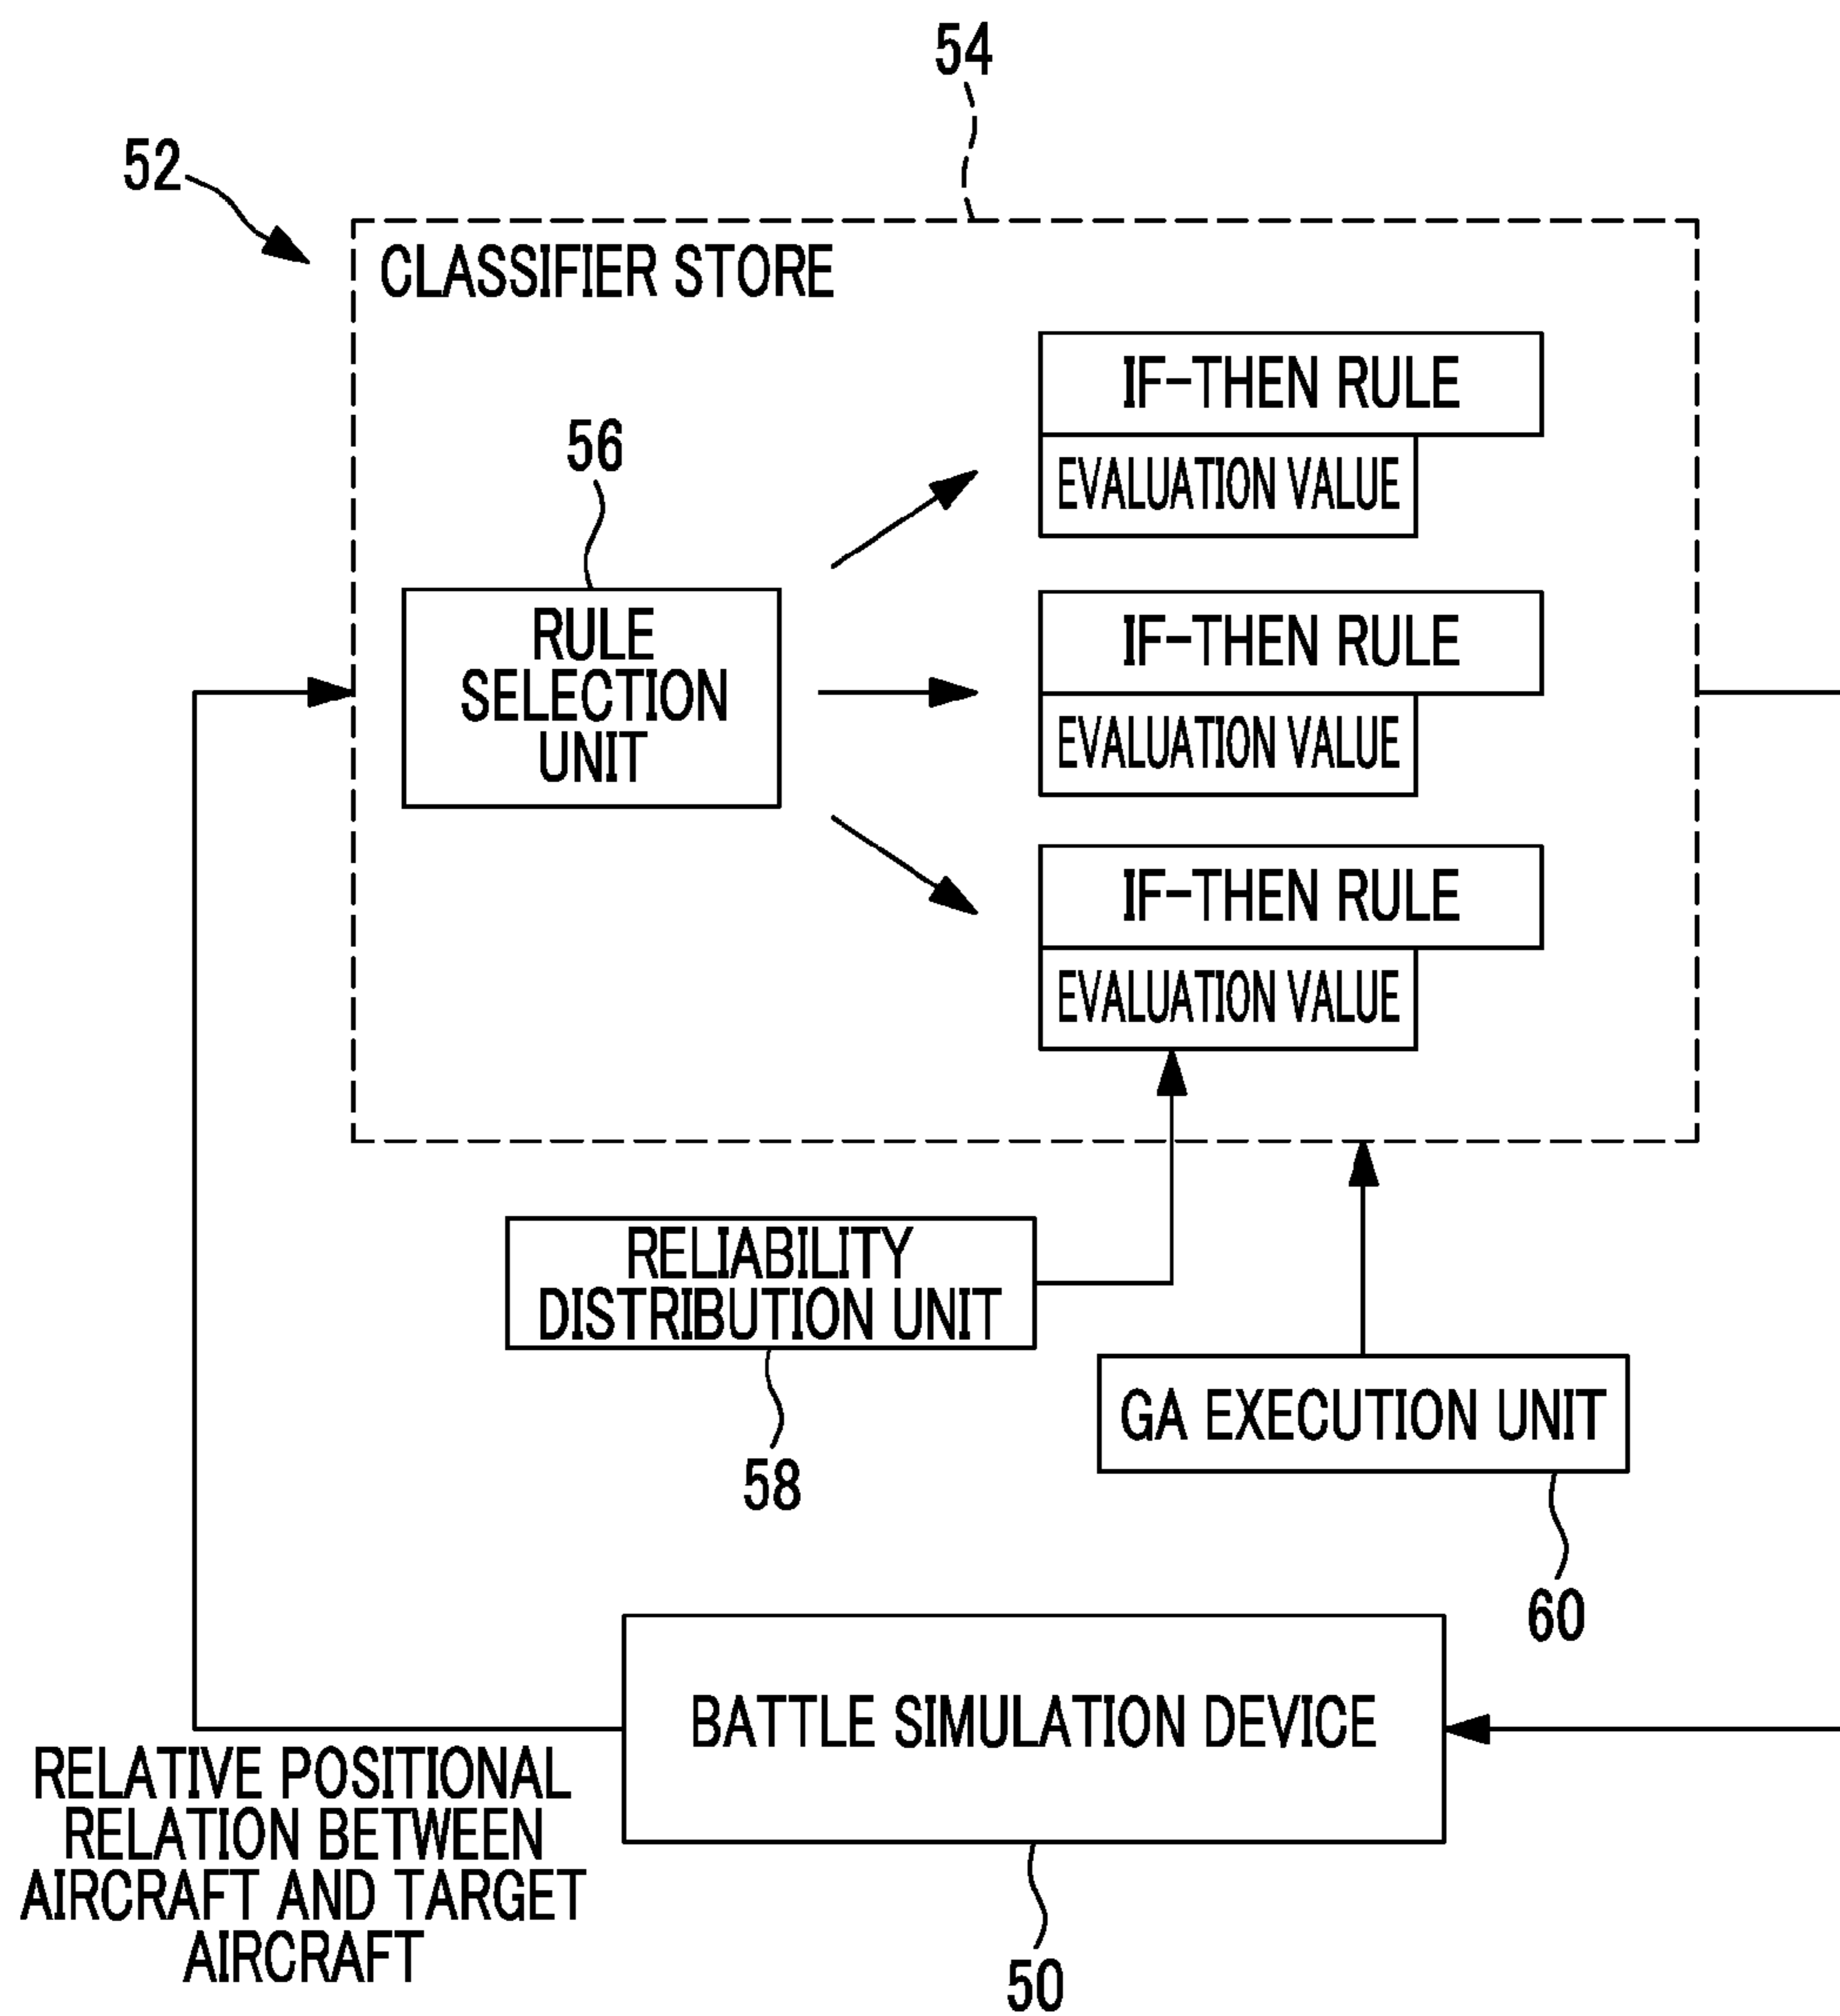 54
52
CLASSIFIER STORE
IF-THEN RULE
EVALUATION VALUE
56
RULE
SELECTION
UNIT
IF-THEN RULE
EVALUATION VALUE
IF-THEN RULE
EVALUATION VALUE
RELIABILITY
DISTRIBUTION UNIT
58
GA EXECUTION UNIT
60
BATTLE SIMULATION DEVICE
RELATIVE POSITIONAL
RELATION BETWEEN
AIRCRAFT AND TARGET
AIRCRAFT
50